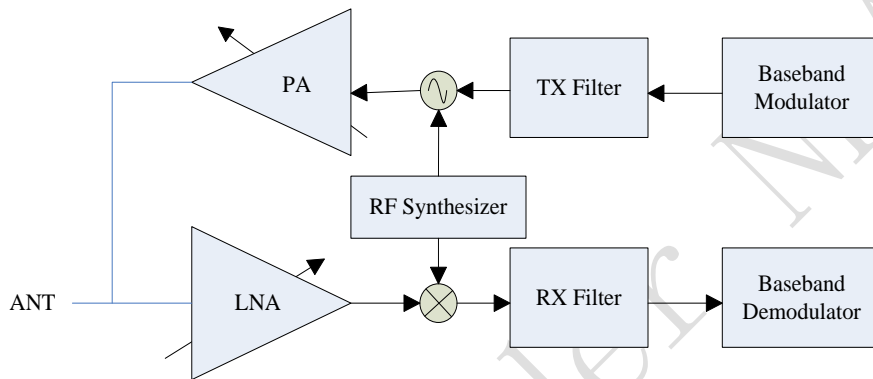 PA
TX Filter
Baseband
Modulator
RF Synthesizer
ANT
LNA
RX Filter
Baseband
Demodulator